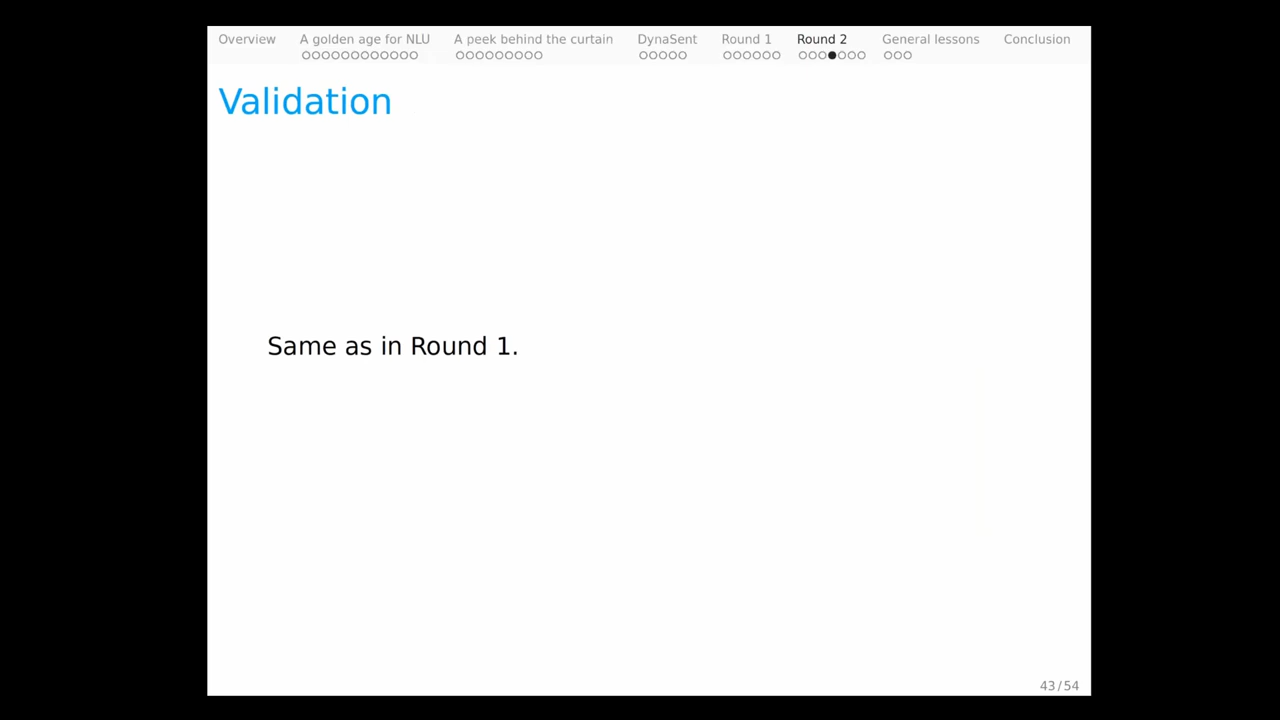 Overview A golden age for NLU A peek behind the curtain DynaSent Round 1 Round 2 General lessons Conclusion
Validation
Same as in Round 1.
43/54